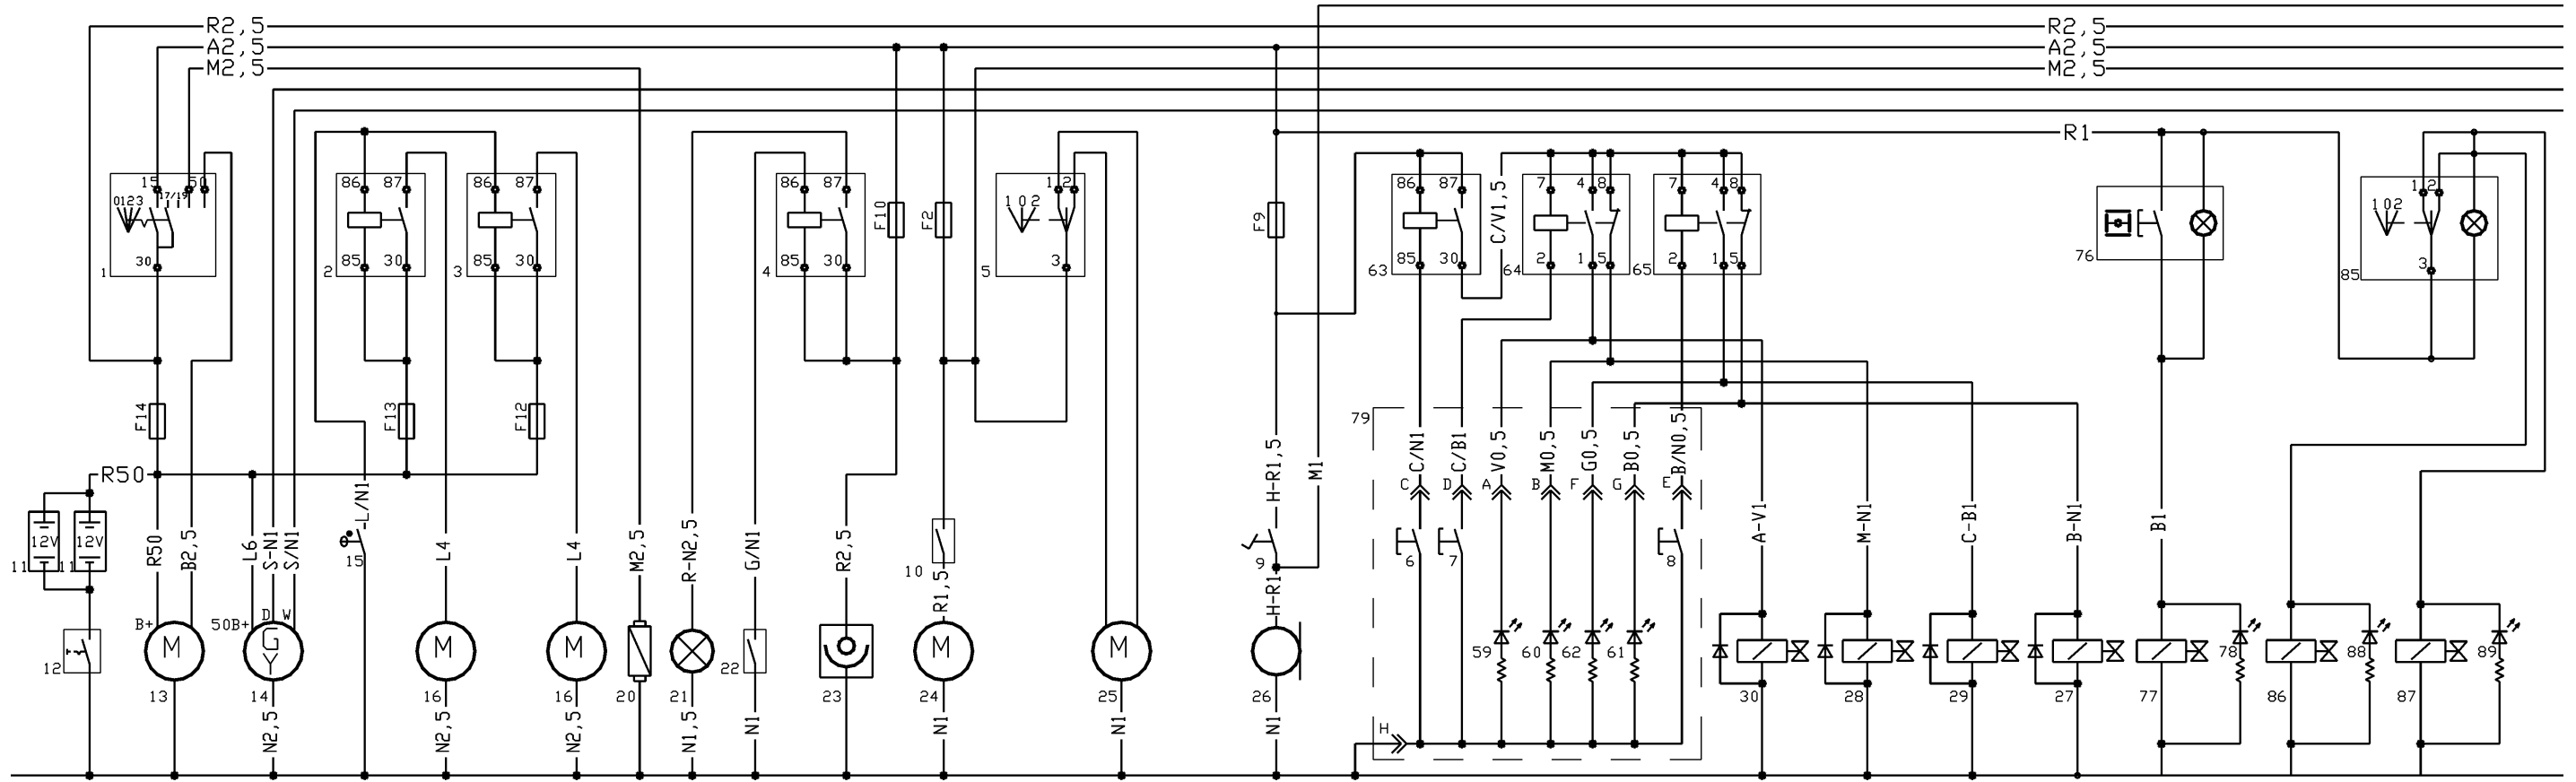 R2,5 R2,5
A2,5 A2,5
M2,5 M2,5
R1
15 17/19 50
0123
30
1
86 87
85 30
2
86 87
85 30
3
86 87
85 30
4
F10
F2
1 2
1 0 2
3
5
F9
86 87
85 30
63
C/V1,5
7 4 8
2 1 5
64
7 4 8
2 1 5
65
76
1 2
1 0 2
3
85
F14
F13
F12
79
R50
12V 12V
11 11
R50
B2,5
L6
S-N1
S/N1
L/N1
15
L4
L4
M2,5
R-N2,5
G/N1
R2,5
10
R1,5
H-R1,5
M1
9
H-R1
C/N1
C/B1
V0,5
M0,5
G0,5
B0,5
B/N0,5
C D A B F G E
6 7 8
A-V1
M-N1
C-B1
B-N1
B1
B+
50B+ D W
M
G
Y
M M M M
12 13 14 16 16 20 21 22 23 24 25 26
59 60 62 61
30 28 29 27 77 78 86 88 87 89
N2,5 N2,5 N2,5 N1,5 N1 N1 N1 N1
H